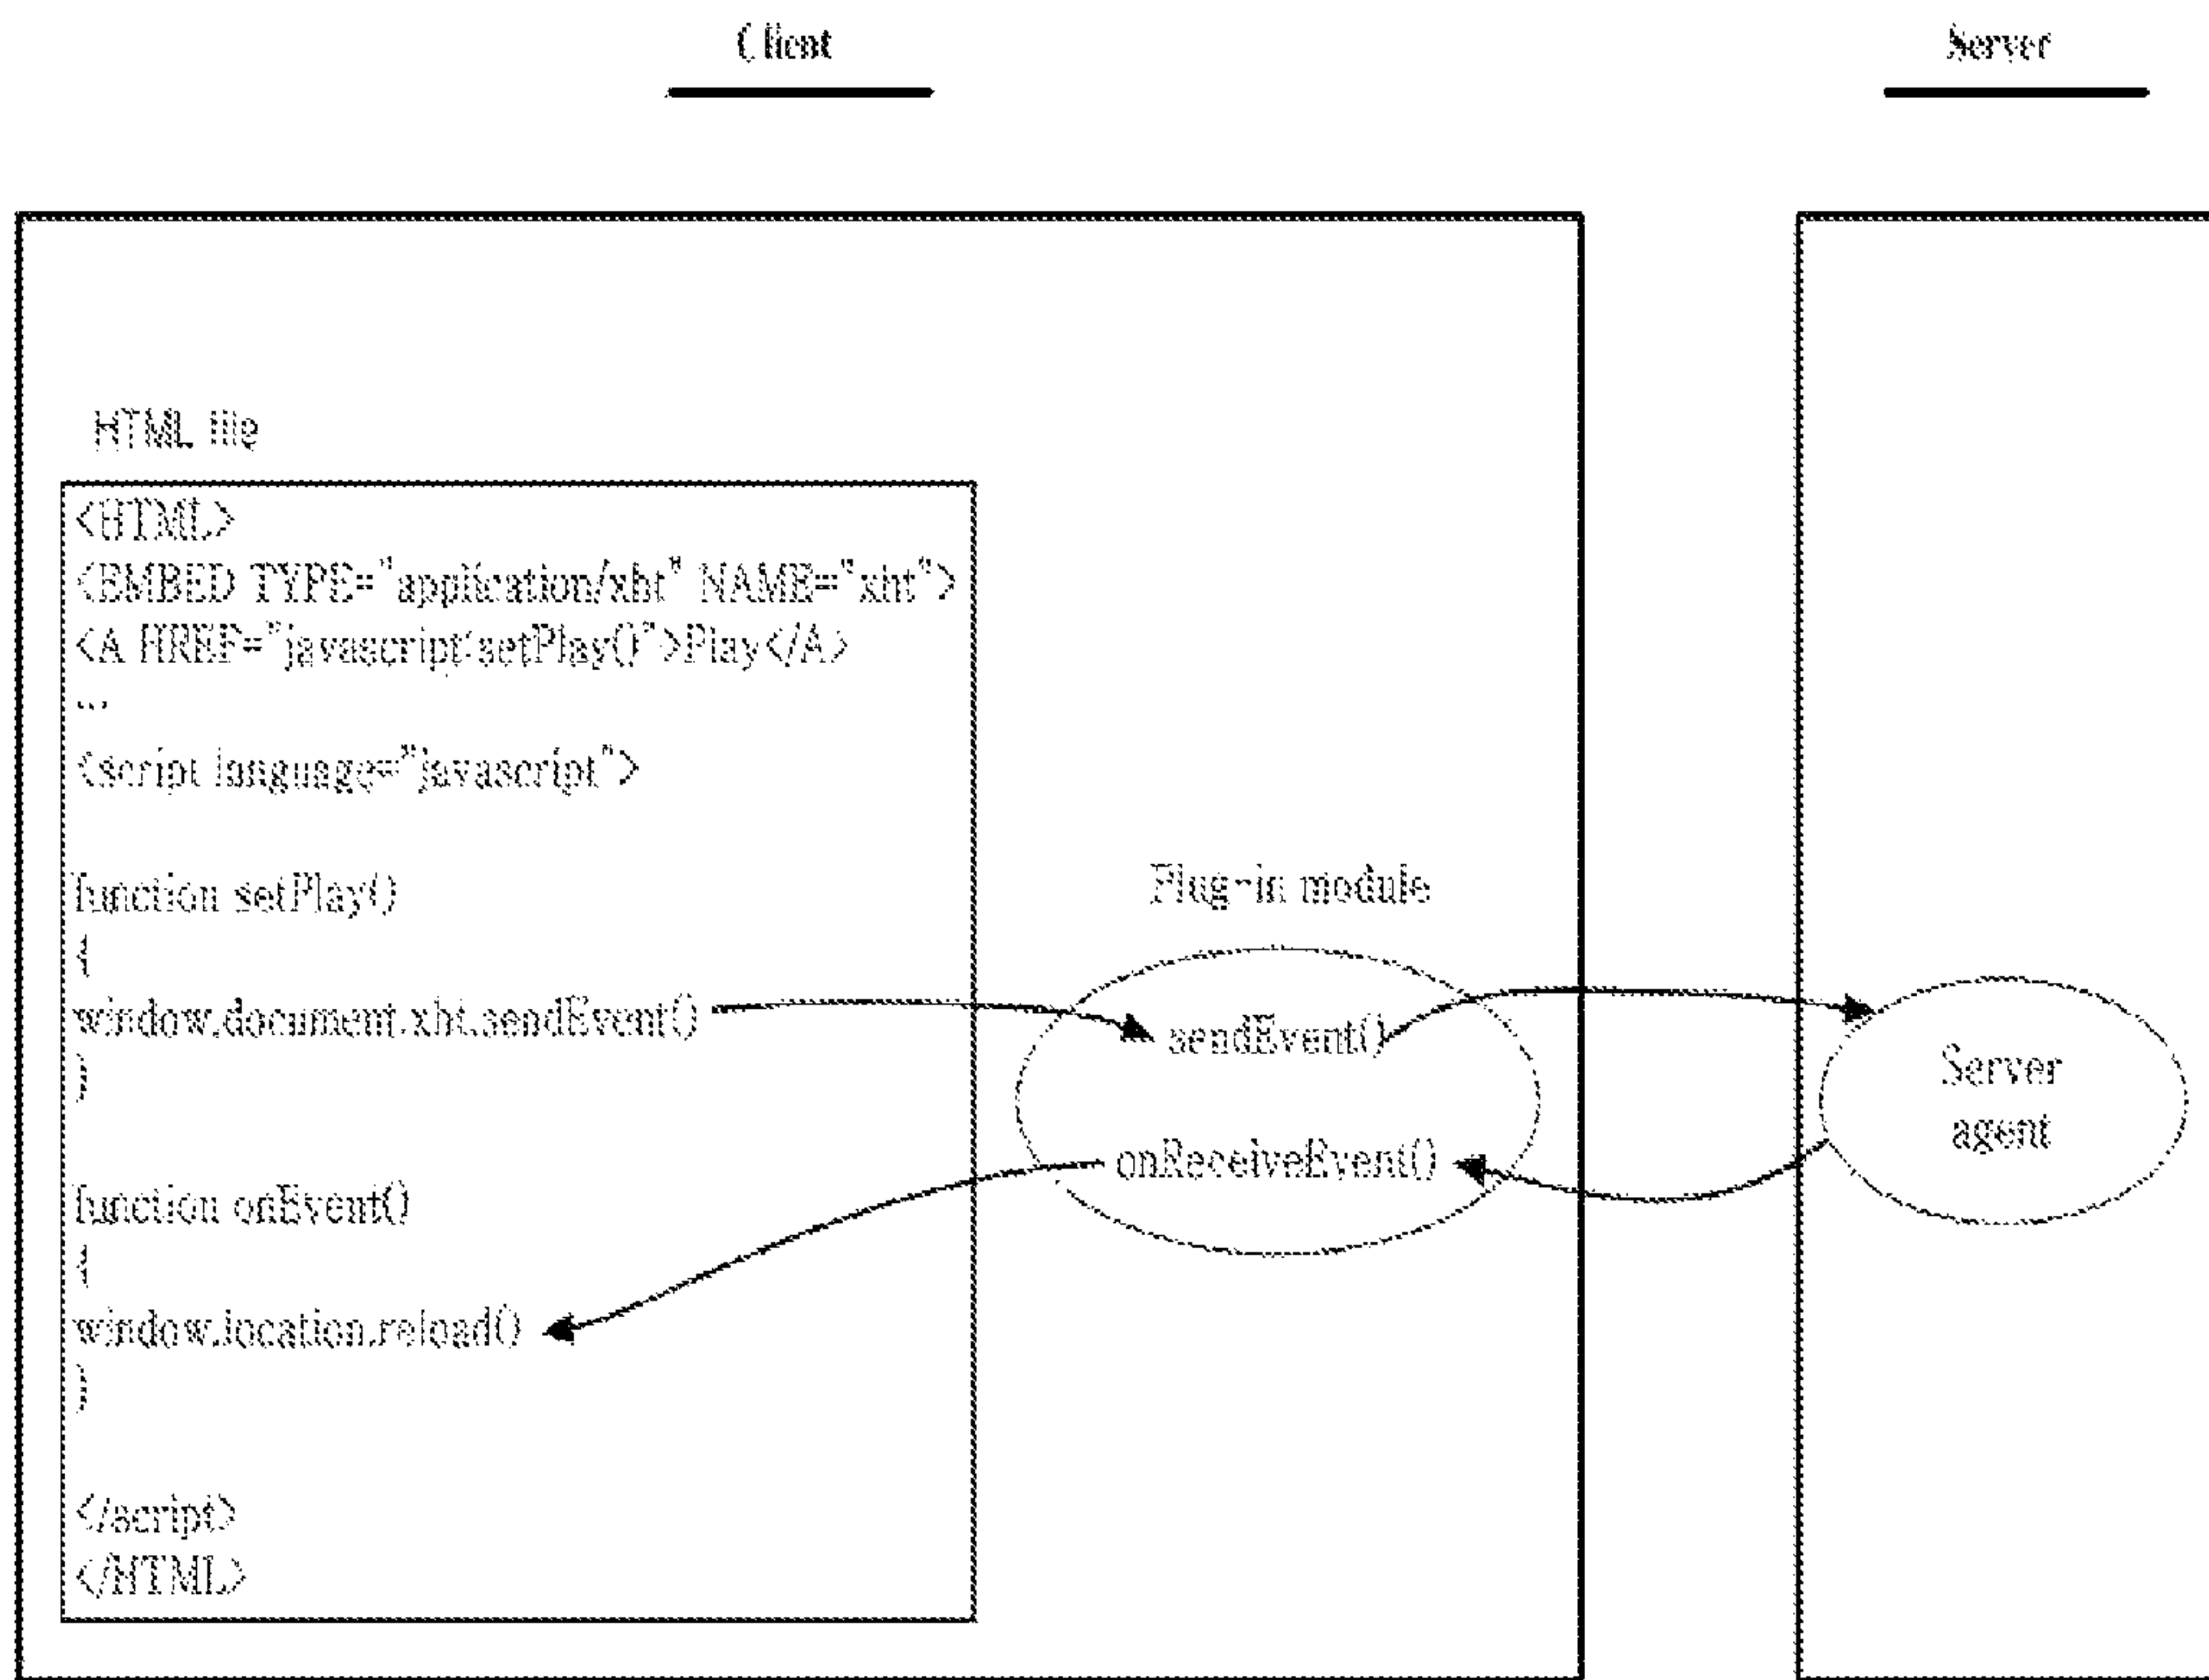 Client
Server
HTML file
<HTML>
<EMBED TYPE="application/xht" NAME="xht">
<A HREF="javascript:setPlay()">Play</A>
...
<script language="javascript">
function setPlay()
{
window.document.xht.sendEvent()
}
function onEvent()
{
window.location.reload()
}
</script>
</HTML>
Plug-in module
sendEvent()
onReceiveEvent()
Server
agent